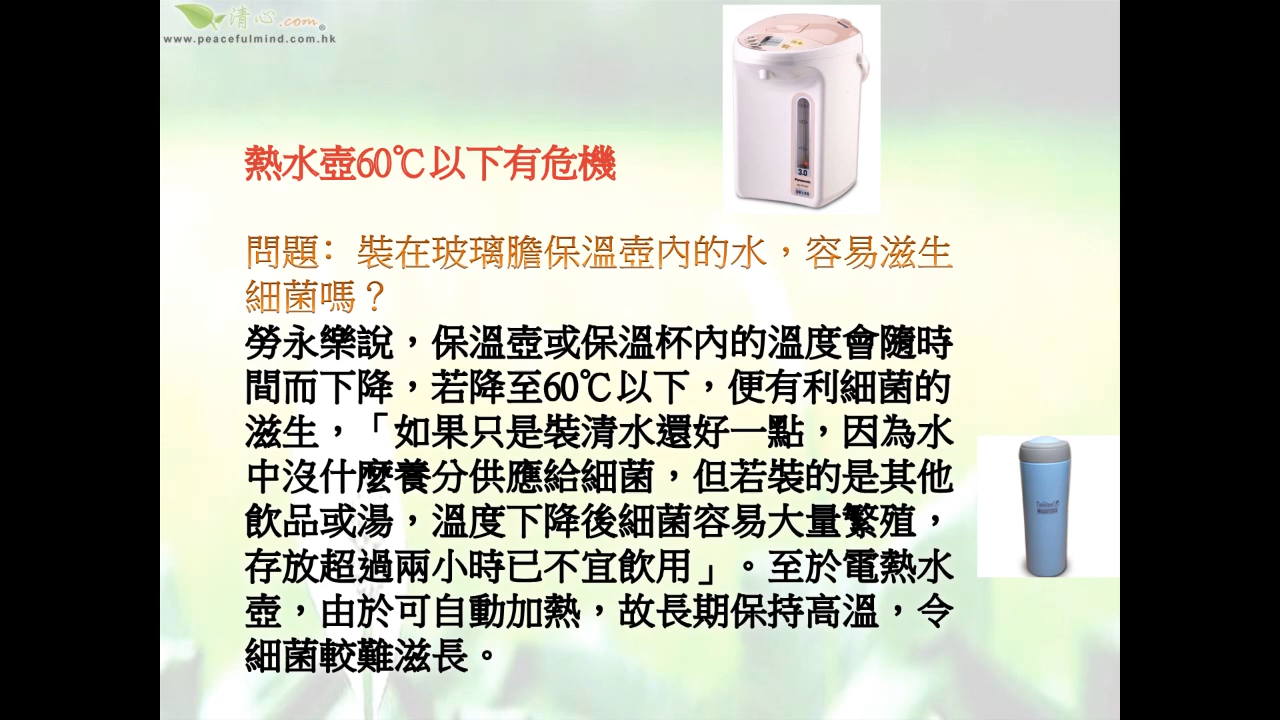 清心.com®
www.peacefulmind.com.hk
3.0
Panasonic
熱水壺60℃以下有危機
問題: 裝在玻璃膽保溫壺內的水，容易滋生
細菌嗎？
勞永樂說，保溫壺或保溫杯內的溫度會隨時
間而下降，若降至60℃以下，便有利細菌的
滋生，「如果只是裝清水還好一點，因為水
中沒什麼養分供應給細菌，但若裝的是其他
飲品或湯，溫度下降後細菌容易大量繁殖，
存放超過兩小時已不宜飲用」。至於電熱水
壺，由於可自動加熱，故長期保持高溫，令
細菌較難滋長。